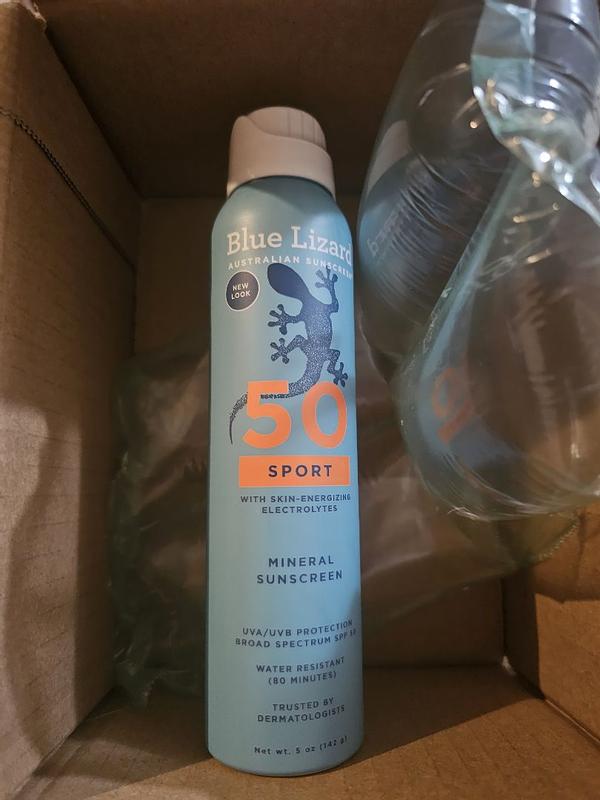 Blue Lizard
AUSTRALIAN SUNSCREEN
NEW
LOOK
50
SPORT
WITH SKIN-ENERGIZING
ELECTROLYTES
MINERAL
SUNSCREEN
UVA/UVB PROTECTION
BROAD SPECTRUM SPF 50
WATER RESISTANT
(80 MINUTES)
TRUSTED BY
DERMATOLOGISTS
Net wt. 5 oz (142 g)